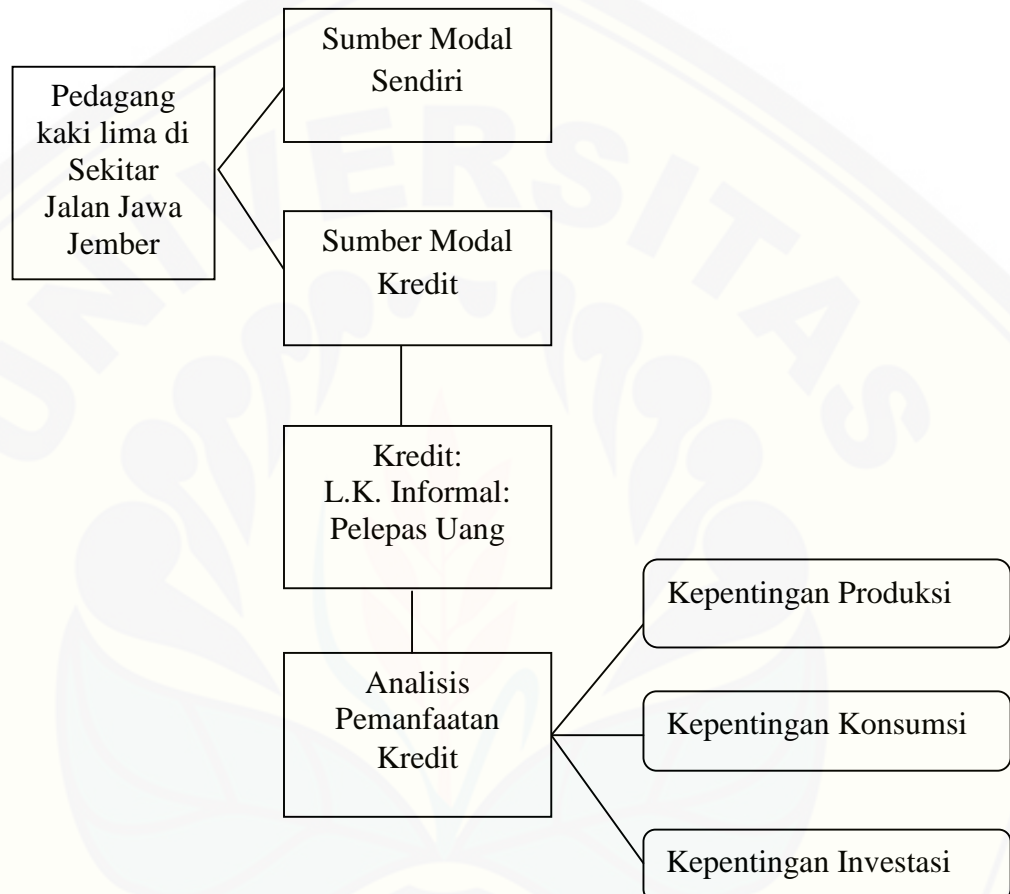 Sumber Modal
Sendiri
Pedagang
kaki lima di
Sekitar
Jalan Jawa
Jember
Sumber Modal
Kredit
Kredit:
L.K. Informal:
Pelepas Uang
Analisis
Pemanfaatan
Kredit
Kepentingan Produksi
Kepentingan Konsumsi
Kepentingan Investasi
UNIVERSITAS